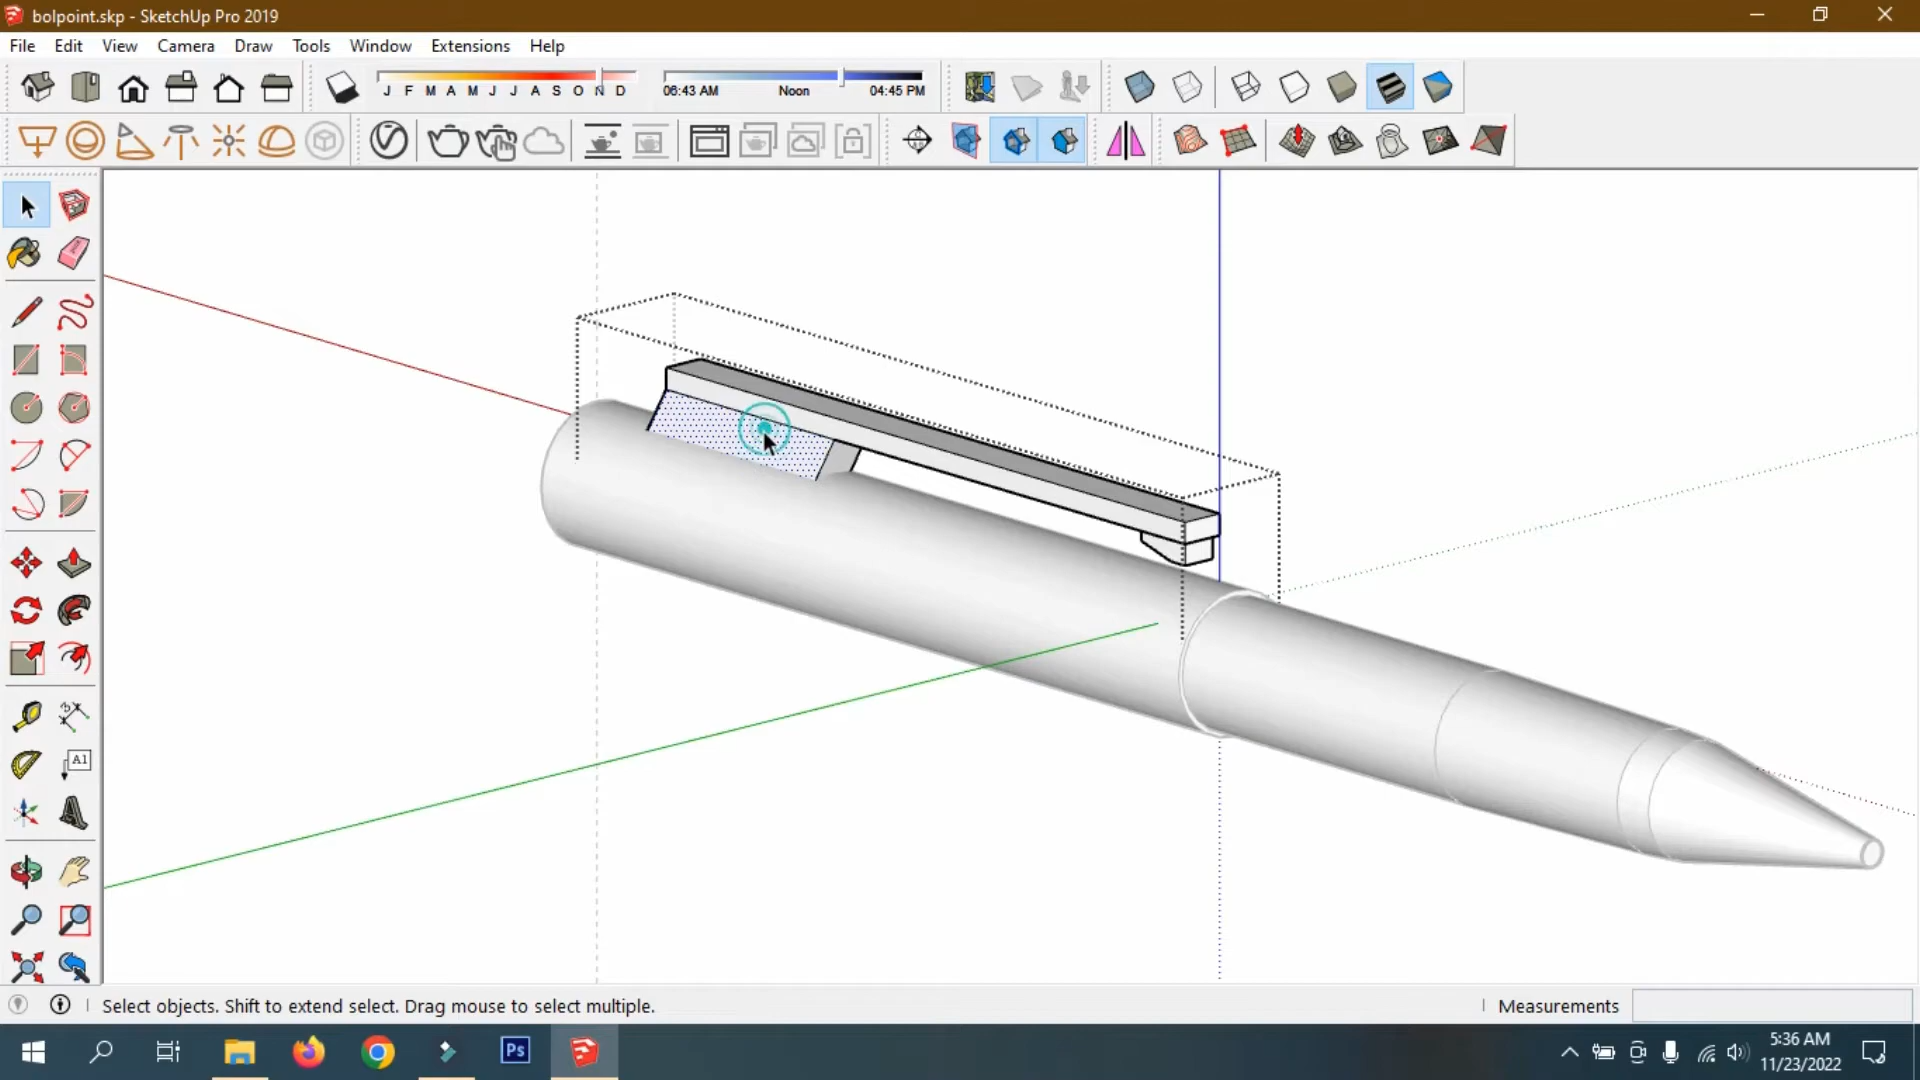 bolpoint.skp - SketchUp Pro 2019
File Edit View Camera Draw Tools Window Extensions Help
J F M A M J J A S O N D 06:43 AM Noon 04:45 PM
A1
Select objects. Shift to extend select. Drag mouse to select multiple. Measurements
Ps
5:36 AM
11/23/2022